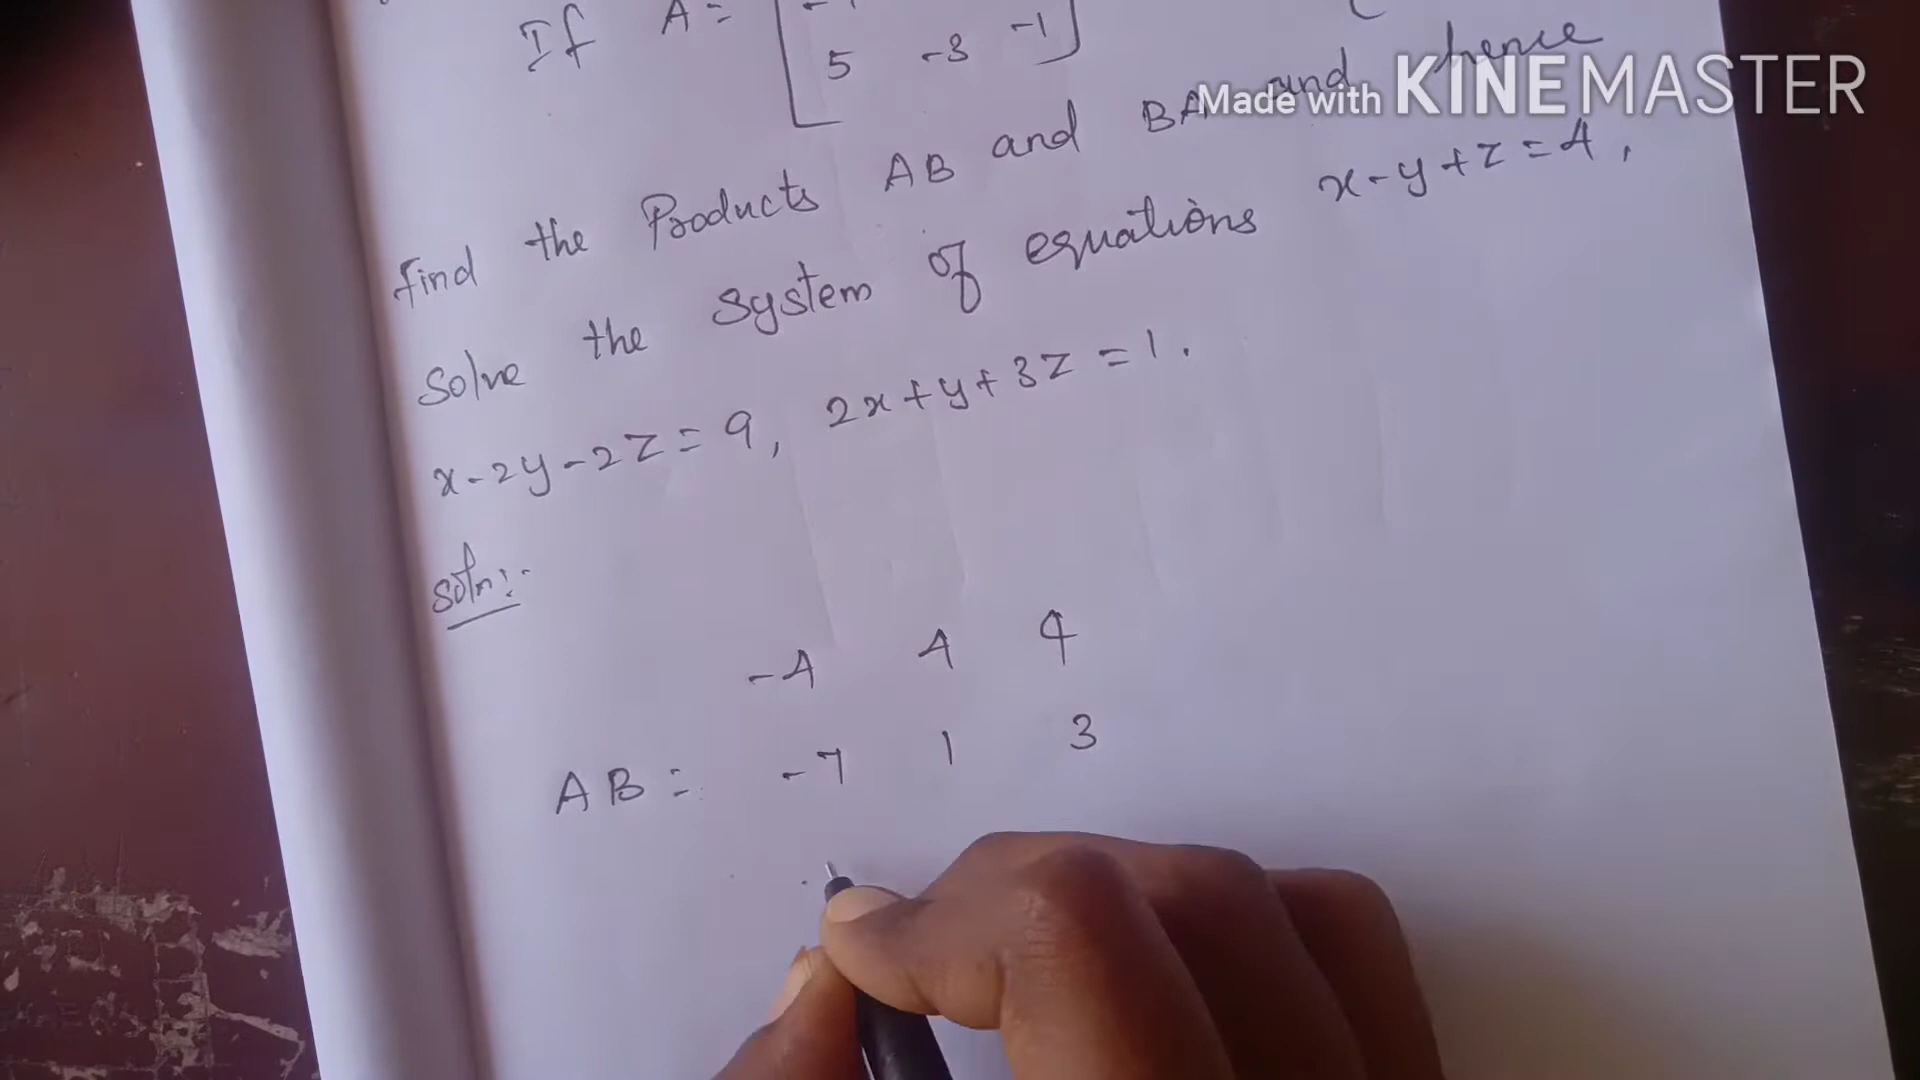 If A =
5 -3 -1
Made with KINEMASTER
find the Products AB and BA and hence
Solve the System of equations x-y+z=4,
x-2y-2z=9, 2x+y+3z=1.
soln:-
-4 4 4
AB= -7 1 3